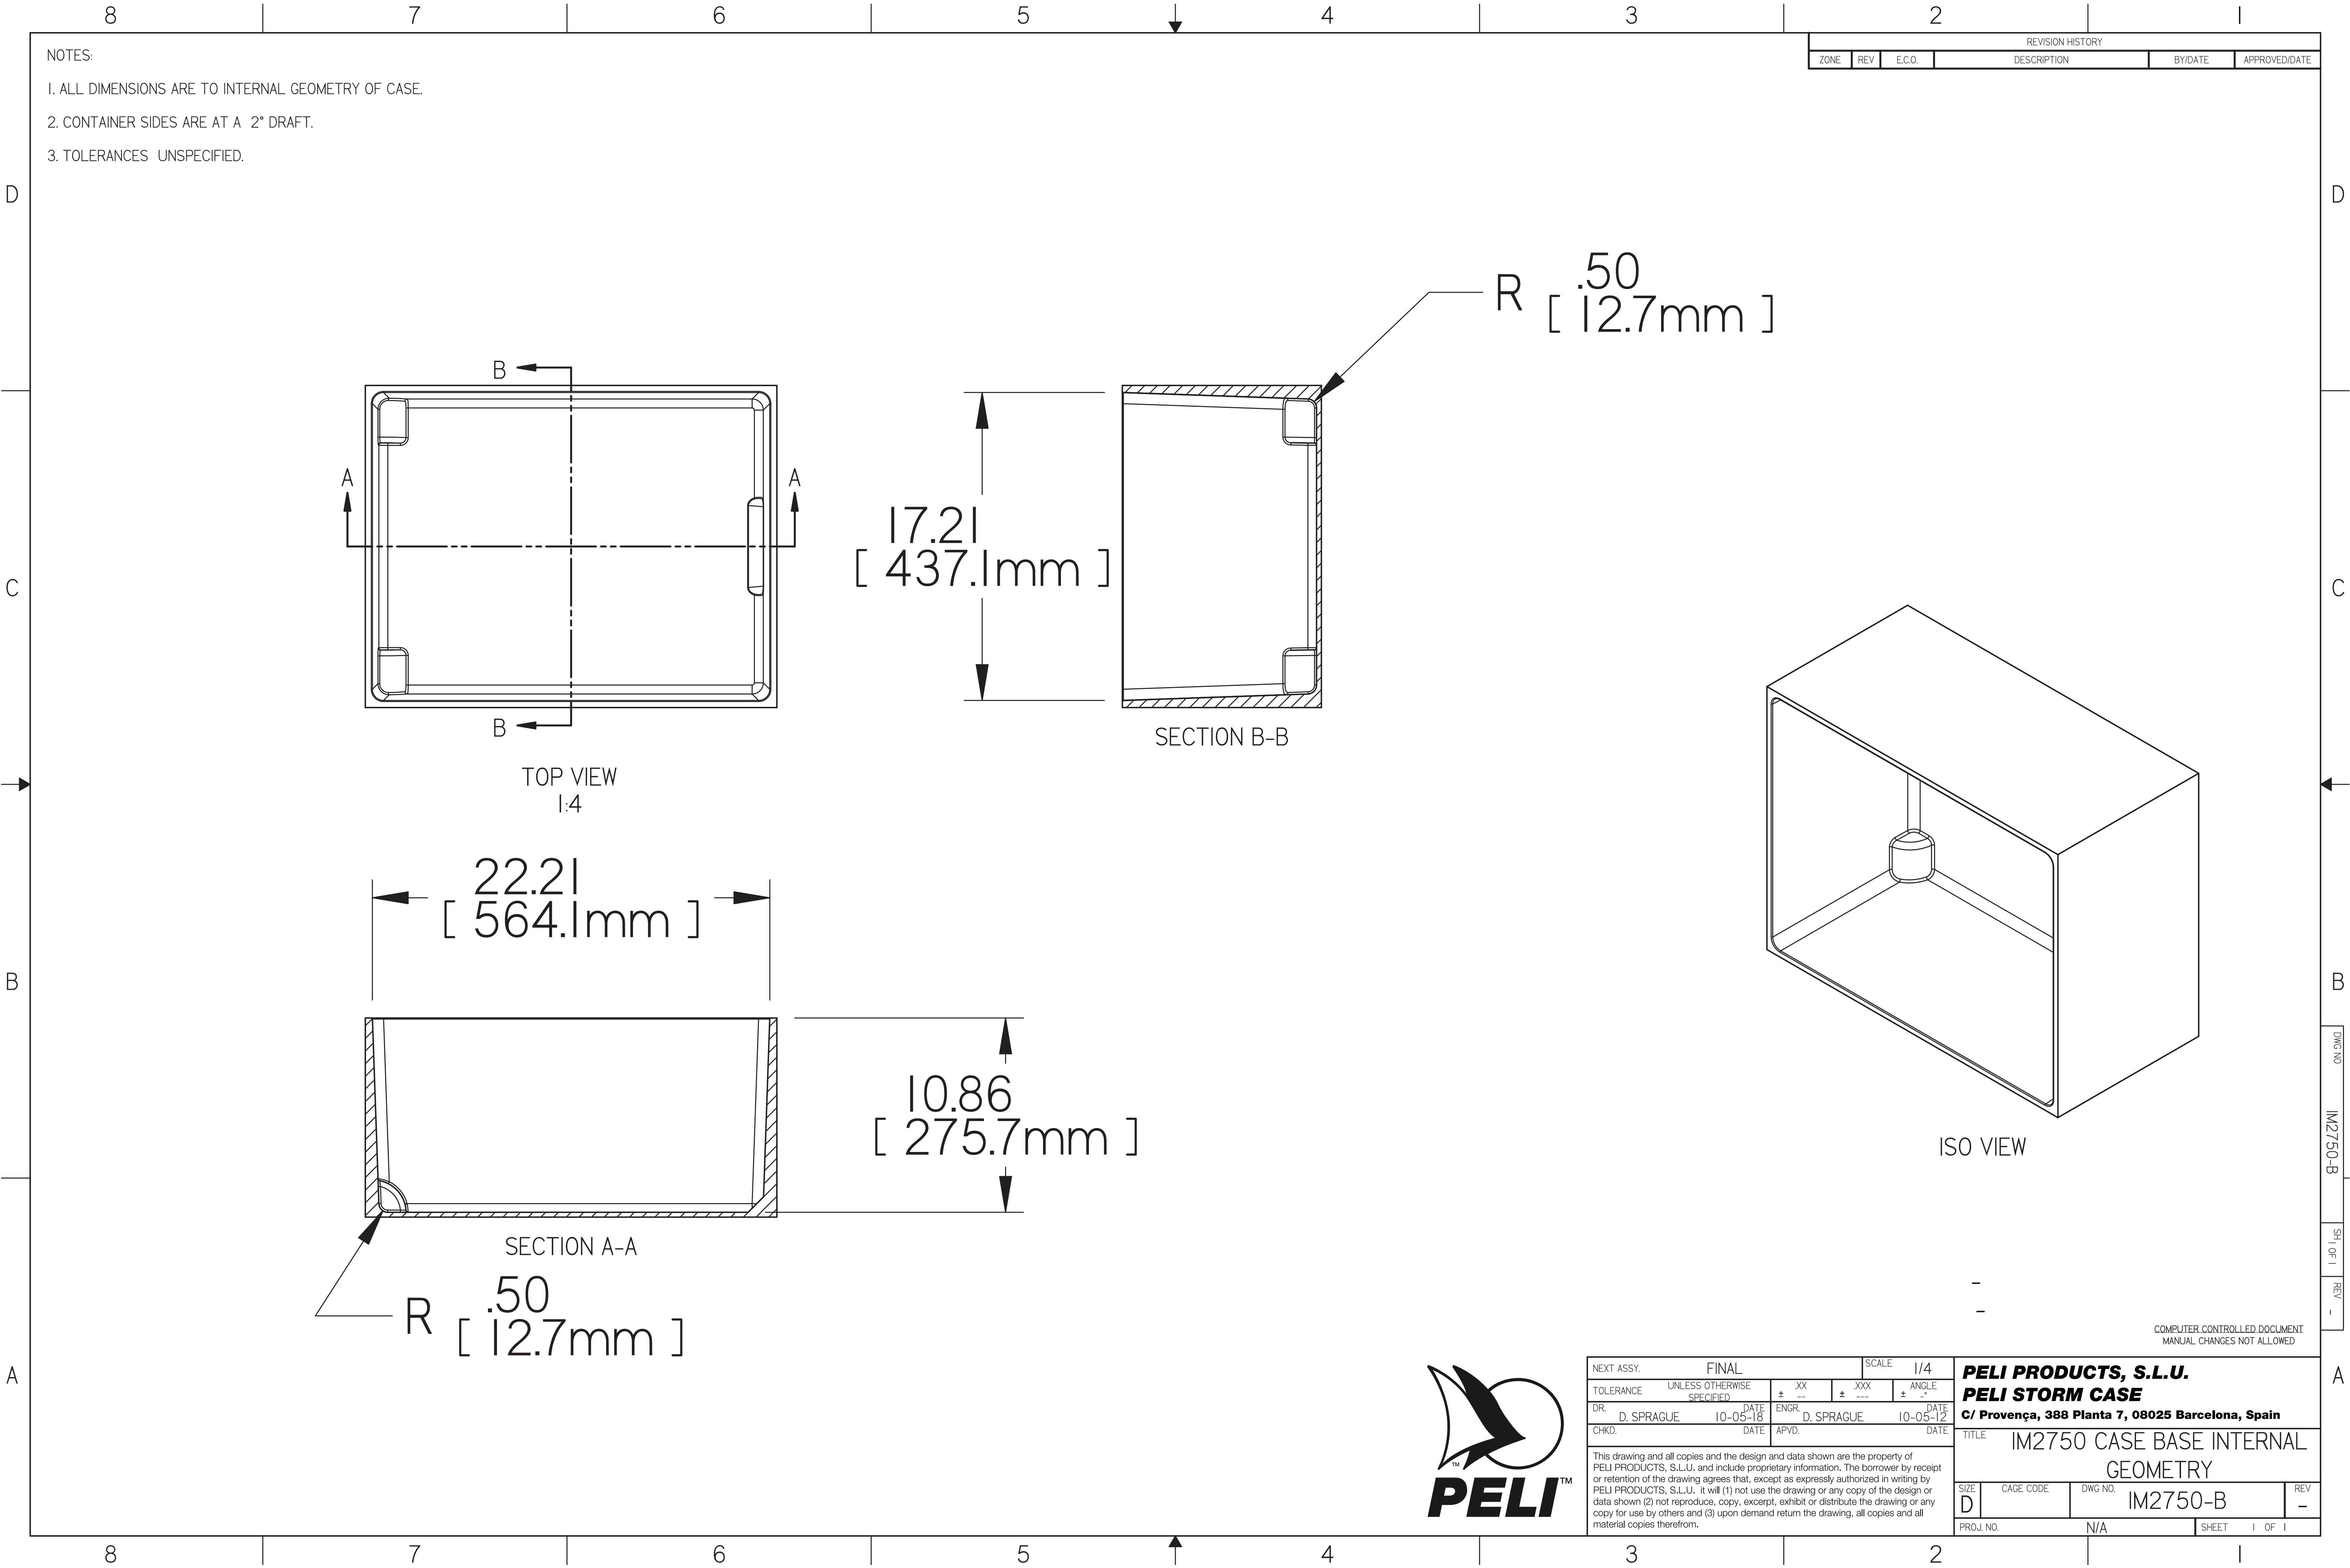 8 7 6 5 4 3 2 1
REVISION HISTORY
ZONE REV E.C.O. DESCRIPTION BY/DATE APPROVED/DATE
NOTES:
1. ALL DIMENSIONS ARE TO INTERNAL GEOMETRY OF CASE.
2. CONTAINER SIDES ARE AT A 2° DRAFT.
3. TOLERANCES UNSPECIFIED.
D D
R .50
[ 12.7mm ]
B
A A
17.21
[ 437.1mm ]
C C
B
SECTION B-B
TOP VIEW
1:4
22.21
[ 564.1mm ]
B B
10.86
[ 275.7mm ]
ISO VIEW
SECTION A-A
R .50
[ 12.7mm ]
DWG NO. IM2750-B
SH. 1 OF 1
REV -
-
-
COMPUTER CONTROLLED DOCUMENT
MANUAL CHANGES NOT ALLOWED
A A
PELI™
TM
NEXT ASSY. FINAL SCALE 1/4
TOLERANCE UNLESS OTHERWISE SPECIFIED ± .XX -- ± .XXX --- ± ANGLE -°
DR. D. SPRAGUE DATE 10-05-18 ENGR. D. SPRAGUE DATE 10-05-12
CHKD. DATE APVD. DATE
This drawing and all copies and the design and data shown are the property of
PELI PRODUCTS, S.L.U. and include proprietary information. The borrower by receipt
or retention of the drawing agrees that, except as expressly authorized in writing by
PELI PRODUCTS, S.L.U. it will (1) not use the drawing or any copy of the design or
data shown (2) not reproduce, copy, excerpt, exhibit or distribute the drawing or any
copy for use by others and (3) upon demand return the drawing, all copies and all
material copies therefrom.
PELI PRODUCTS, S.L.U.
PELI STORM CASE
C/ Provença, 388 Planta 7, 08025 Barcelona, Spain
TITLE IM2750 CASE BASE INTERNAL
GEOMETRY
SIZE D CAGE CODE DWG NO. IM2750-B REV -
PROJ. NO. N/A SHEET 1 OF 1
8 7 6 5 4 3 2 1